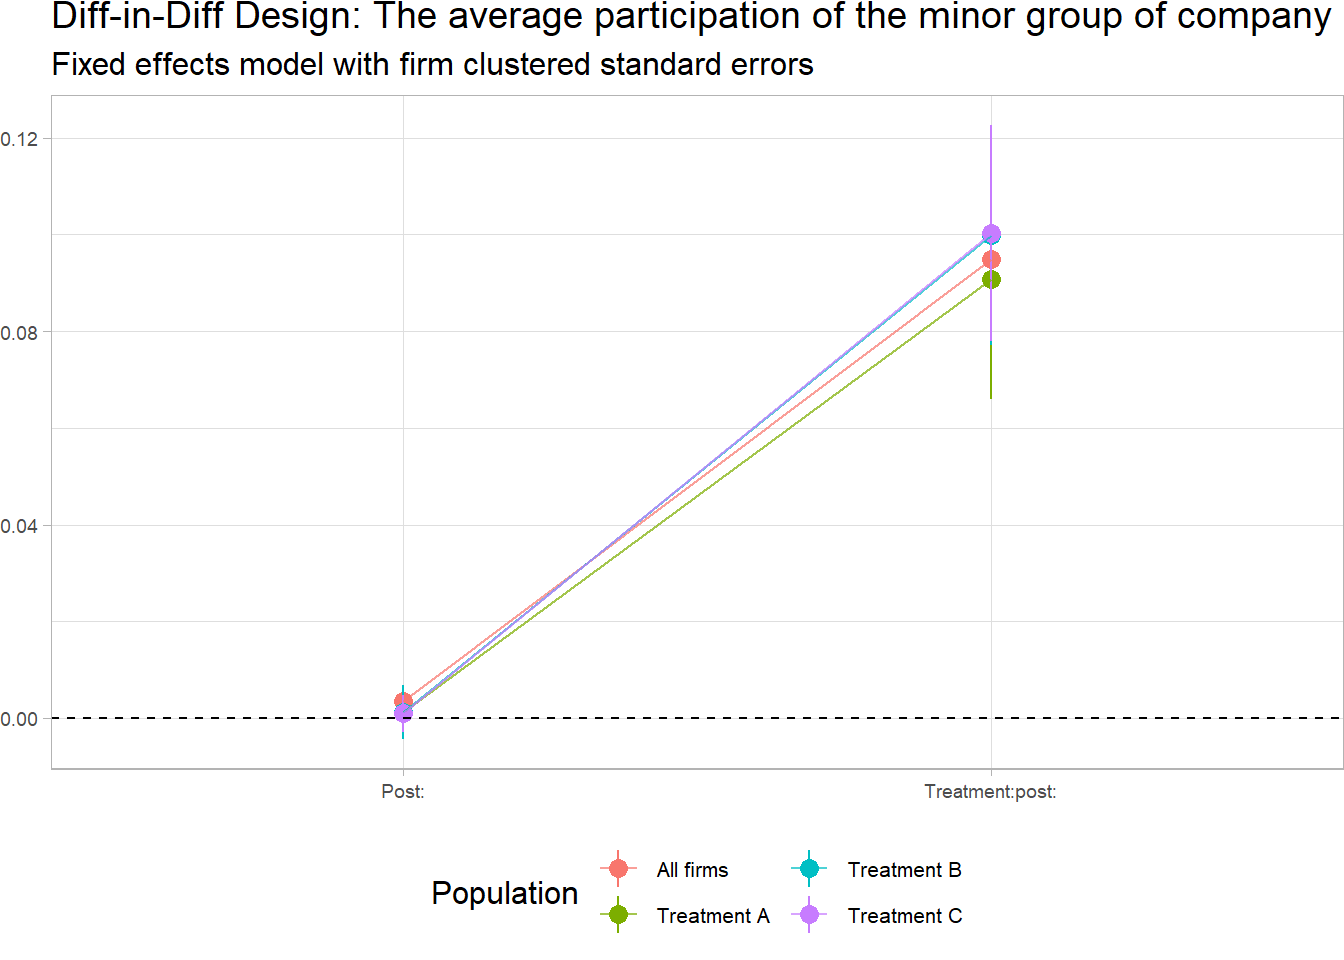 Diff-in-Diff Design: The average participation of the minor group of company
Fixed effects model with firm clustered standard errors
0.12
0.08
0.04
0.00
Post:
Treatment:post:
Population
All firms
Treatment A
Treatment B
Treatment C